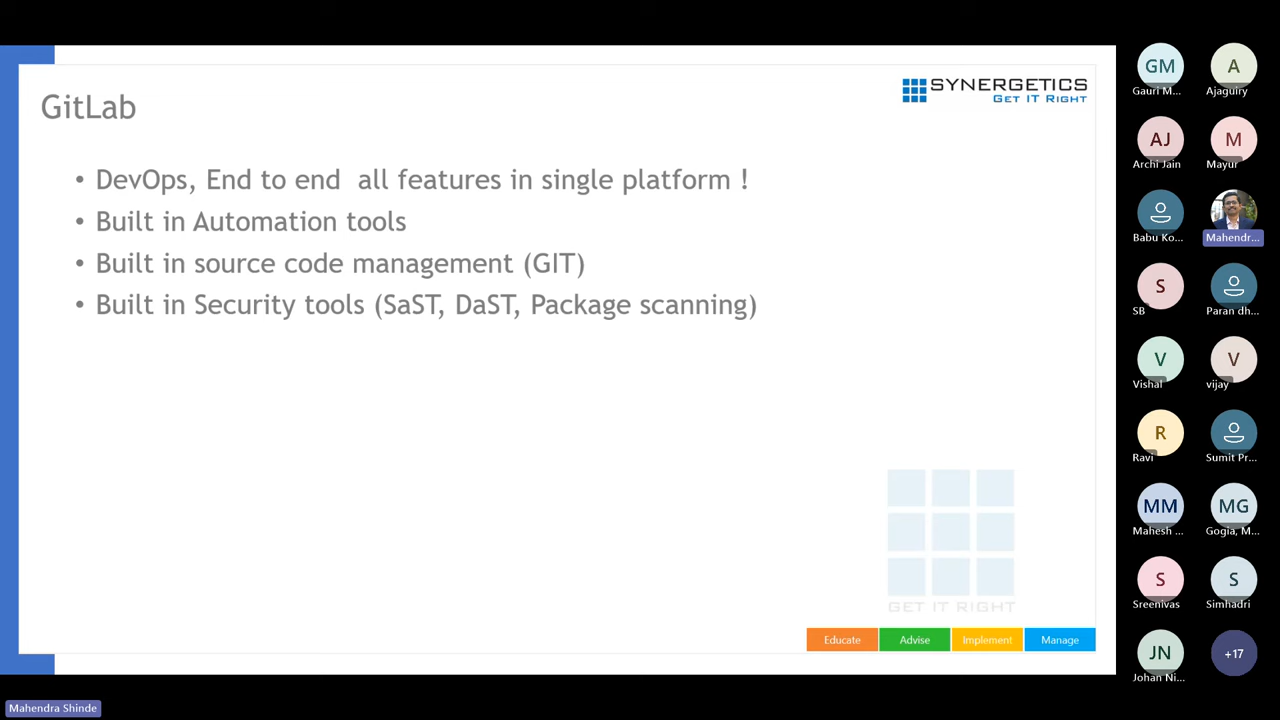 SYNERGETICS
GET IT RIGHT
GitLab
• DevOps, End to end  all features in single platform !
• Built in Automation tools
• Built in source code management (GIT)
• Built in Security tools (SaST, DaST, Package scanning)
GET IT RIGHT
Educate Advise Implement Manage
Mahendra Shinde
GM A
Gauri M... Ajaguiry
AJ M
Archi Jain Mayur
Babu Ko... Mahendr...
S
SB Paran dh...
V V
Vishal vijay
R
Ravi Sumit Pr...
MM MG
Mahesh ... Gogia, M...
S S
Sreenivas Simhadri
JN +17
Johan Ni...